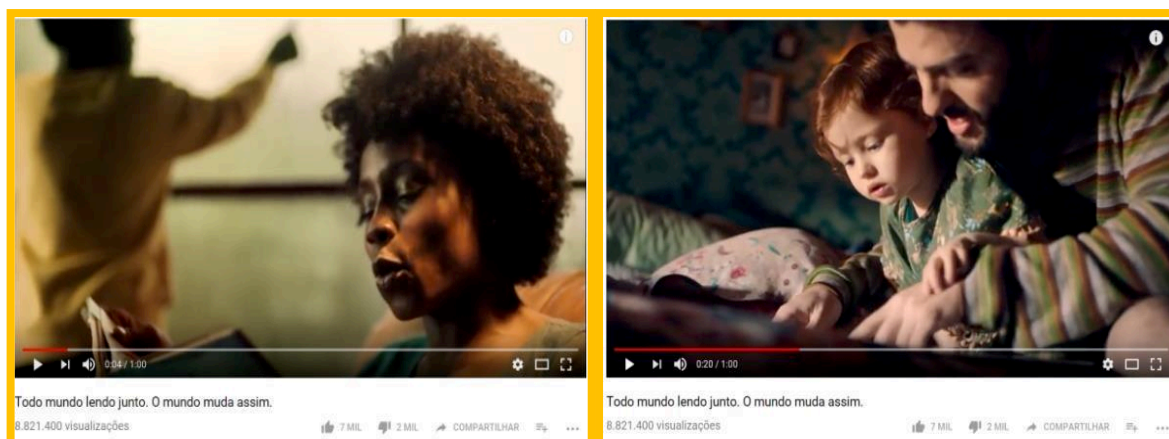 0:04 / 1:00
Todo mundo lendo junto. O mundo muda assim.
8.821.400 visualizações
7 MIL
2 MIL
COMPARTILHAR
0:20 / 1:00
Todo mundo lendo junto. O mundo muda assim.
8.821.400 visualizações
7 MIL
2 MIL
COMPARTILHAR